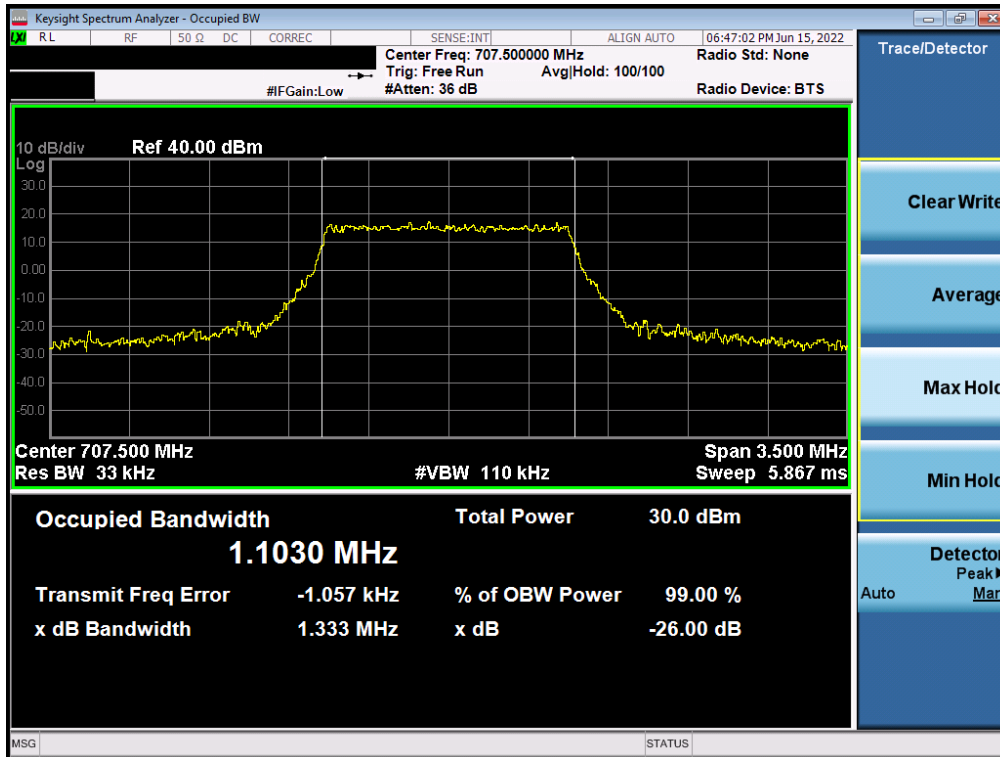 Keysight Spectrum Analyzer - Occupied BW
LXI RL RF 50 Ω DC CORREC SENSE:INT ALIGN AUTO 06:47:02 PM Jun 15, 2022
Center Freq: 707.500000 MHz Radio Std: None
Trig: Free Run Avg|Hold: 100/100
#IFGain:Low #Atten: 36 dB Radio Device: BTS
Trace/Detector
10 dB/div Ref 40.00 dBm
Log
30.0
20.0
10.0
0.00
-10.0
-20.0
-30.0
-40.0
-50.0
Center 707.500 MHz Span 3.500 MHz
Res BW 33 kHz #VBW 110 kHz Sweep 5.867 ms
Occupied Bandwidth Total Power 30.0 dBm
1.1030 MHz
Transmit Freq Error -1.057 kHz % of OBW Power 99.00 %
x dB Bandwidth 1.333 MHz x dB -26.00 dB
Clear Write
Average
Max Hold
Min Hold
Detector
Peak
Auto Man
MSG STATUS